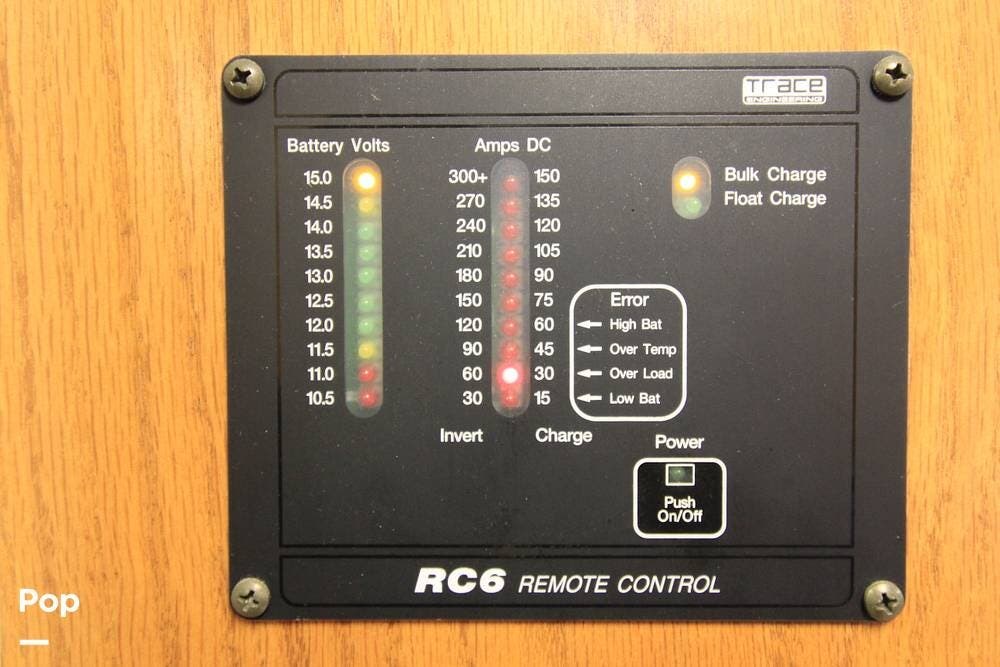 Trace
ENGINEERING
Battery Volts
15.0
14.5
14.0
13.5
13.0
12.5
12.0
11.5
11.0
10.5
Amps DC
300+ 150
270 135
240 120
210 105
180 90
150 75
120 60
90 45
60 30
30 15
Invert Charge
Bulk Charge
Float Charge
Error
High Bat
Over Temp
Over Load
Low Bat
Power
Push
On/Off
RC6 REMOTE CONTROL
Pop